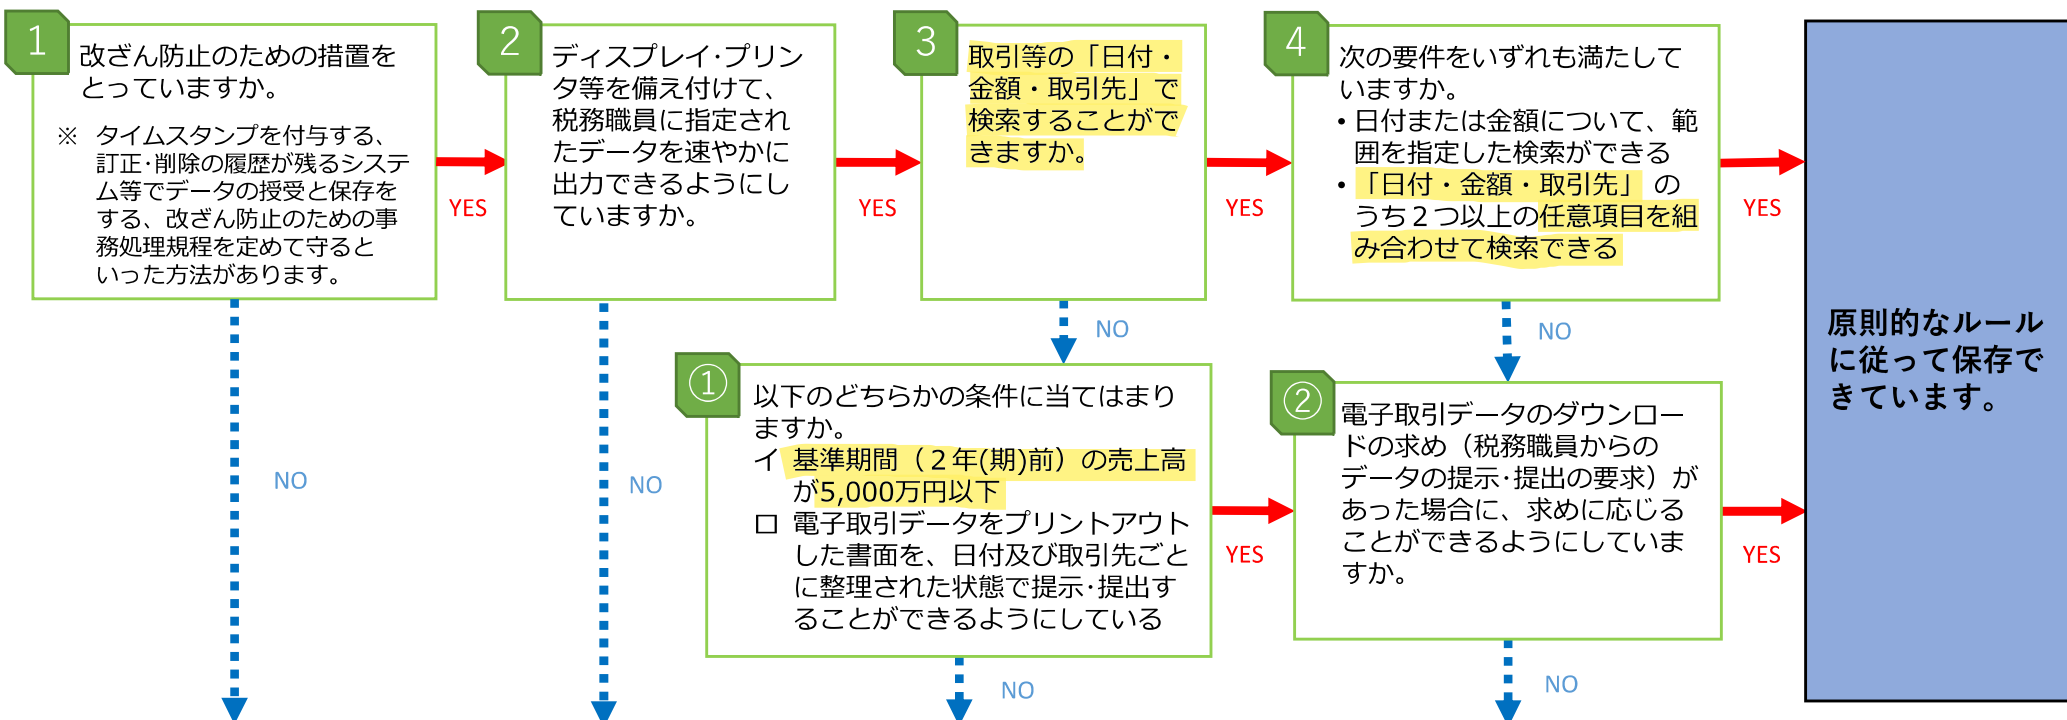 1
改ざん防止のための措置を
とっていますか。
※ タイムスタンプを付与する、
訂正･削除の履歴が残るシステ
ム等でデータの授受と保存を
する、改ざん防止のための事
務処理規程を定めて守ると
いった方法があります。
YES
NO
2
ディスプレイ･プリン
タ等を備え付けて、
税務職員に指定され
たデータを速やかに
出力できるようにし
ていますか。
YES
NO
3
取引等の「日付・
金額・取引先」で
検索することがで
きますか。
YES
NO
4
次の要件をいずれも満たして
いますか。
• 日付または金額について、範
囲を指定した検索ができる
• 「日付・金額・取引先」の
うち２つ以上の任意項目を組
み合わせて検索できる
YES
NO
①
以下のどちらかの条件に当てはまり
ますか。
イ 基準期間（２年(期)前）の売上高
が5,000万円以下
ロ 電子取引データをプリントアウト
した書面を、日付及び取引先ごと
に整理された状態で提示･提出す
ることができるようにしている
YES
NO
②
電子取引データのダウンロー
ドの求め（税務職員からの
データの提示･提出の要求）が
あった場合に、求めに応じる
ことができるようにしていま
すか。
YES
NO
原則的なルール
に従って保存で
きています。